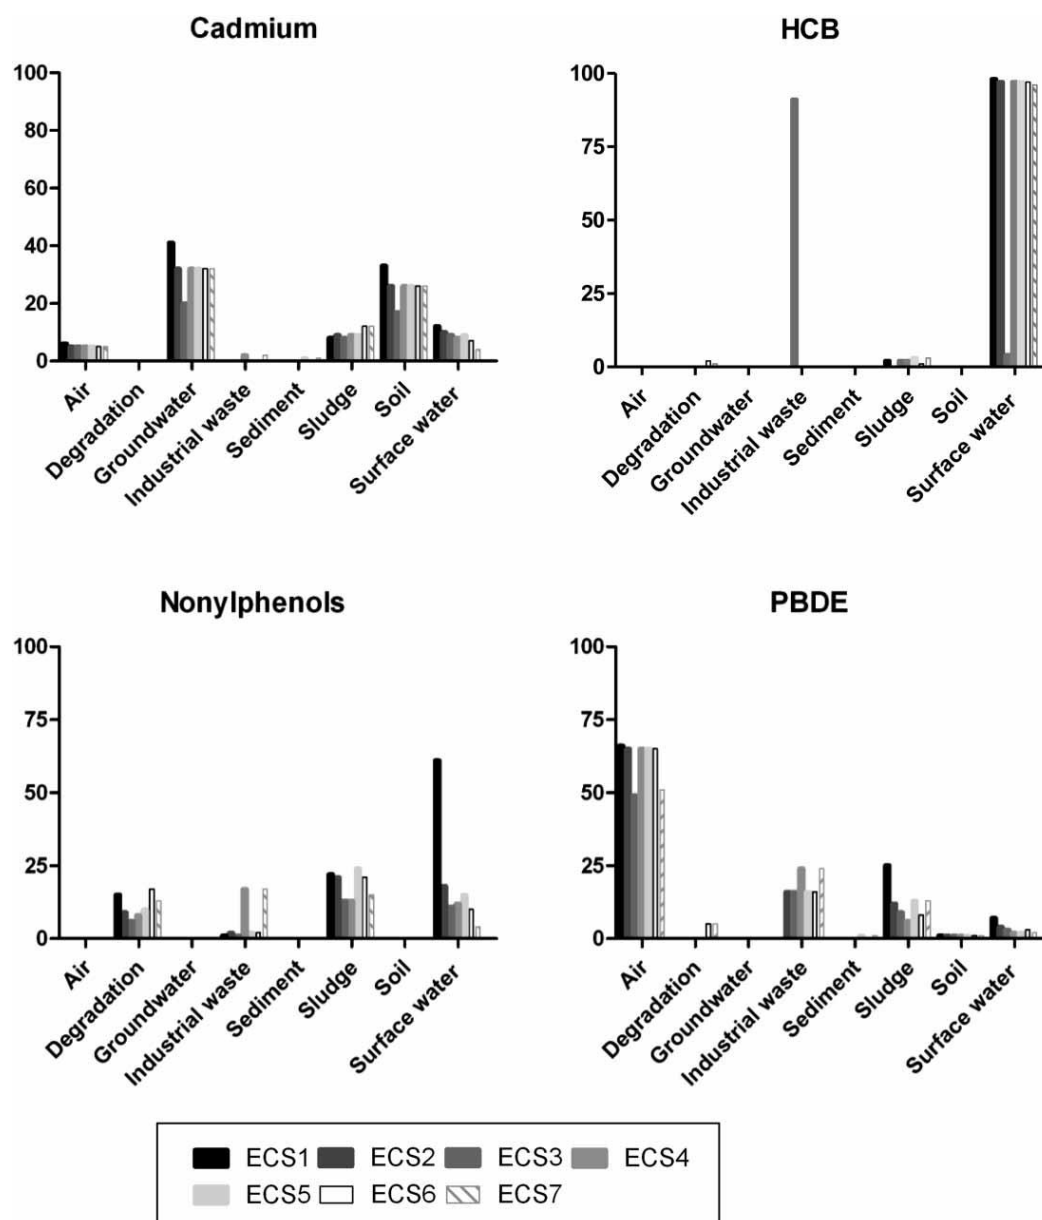 Cadmium
100
80
60
40
20
0
Air
Degradation
Groundwater
Industrial waste
Sediment
Sludge
Soil
Surface water
HCB
100
75
50
25
0
Air
Degradation
Groundwater
Industrial waste
Sediment
Sludge
Soil
Surface water
Nonylphenols
100
75
50
25
0
Air
Degradation
Groundwater
Industrial waste
Sediment
Sludge
Soil
Surface water
PBDE
100
75
50
25
0
Air
Degradation
Groundwater
Industrial waste
Sediment
Sludge
Soil
Surface water
ECS1 ECS2 ECS3 ECS4
ECS5 ECS6 ECS7